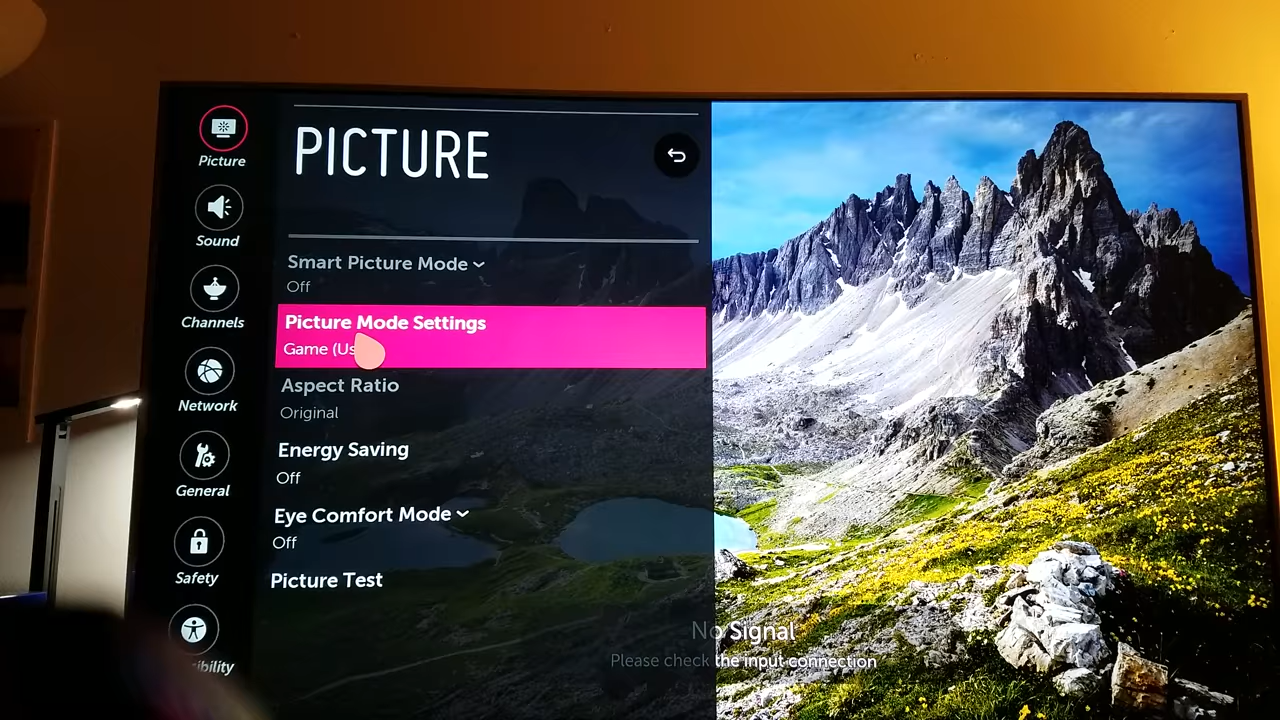 Picture
Sound
Channels
Network
General
Safety
PICTURE
Smart Picture Mode
Off
Picture Mode Settings
Game
Aspect Ratio
Original
Energy Saving
Off
Eye Comfort Mode
Off
Picture Test
No Signal
Please check the input connection